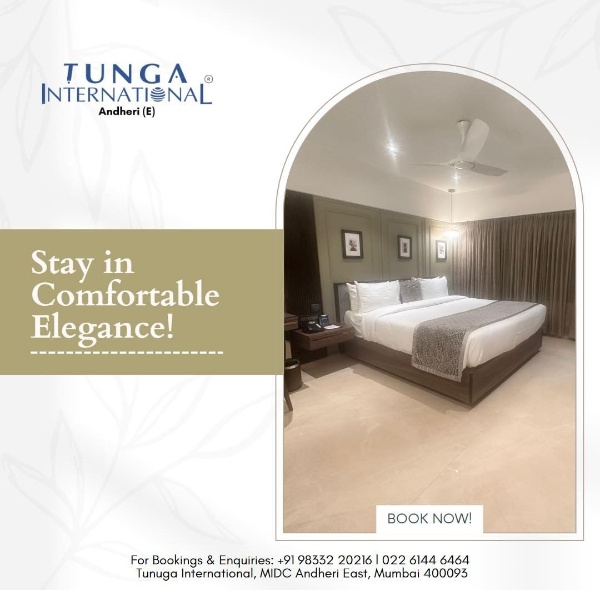 TUNGA
INTERNATIONAL ®
Andheri (E)
Stay in
Comfortable
Elegance!
BOOK NOW!
For Bookings & Enquiries: +91 98332 20216 | 022 6144 6464
Tunuga International, MIDC Andheri East, Mumbai 400093